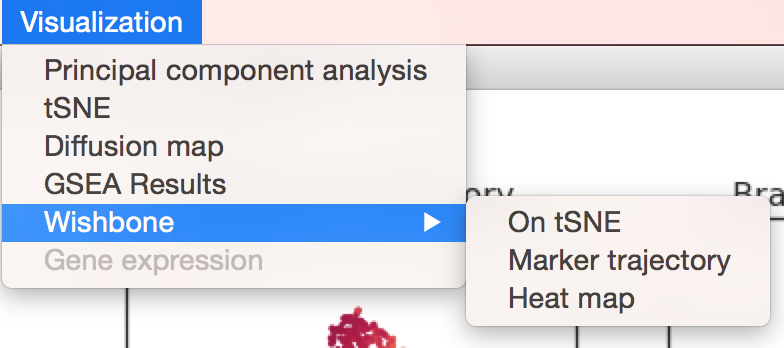 Visualization
Principal component analysis
tSNE
Diffusion map
GSEA Results
Wishbone
Gene expression
On tSNE
Marker trajectory
Heat map